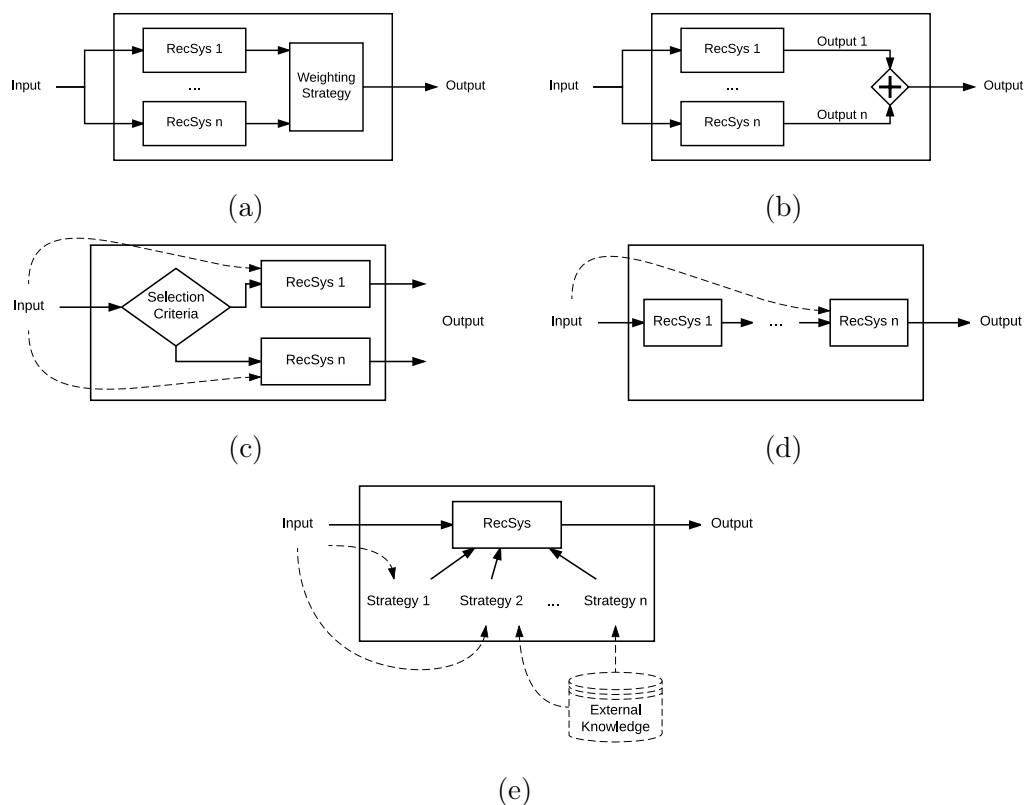 RecSys 1
Input
...
Weighting
Strategy
Output
RecSys n
(a)
RecSys 1
Output 1
Input
...
Output
RecSys n
Output n
(b)
Input
Selection
Criteria
RecSys 1
Output
RecSys n
(c)
Input
RecSys 1
...
RecSys n
Output
(d)
Input
RecSys
Output
Strategy 1
Strategy 2
...
Strategy n
External
Knowledge
(e)